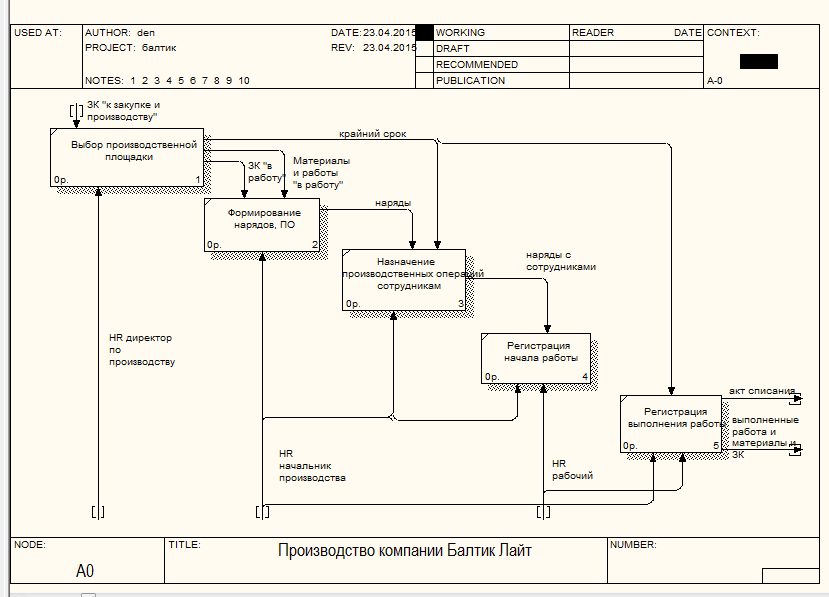 USED AT:
AUTHOR: den
DATE: 23.04.2015
WORKING
READER
DATE
CONTEXT:
PROJECT: балтик
REV: 23.04.2015
DRAFT
RECOMMENDED
NOTES: 1 2 3 4 5 6 7 8 9 10
PUBLICATION
A-0
ЗК "к закупке и
производству"
Выбор производственной
площадки
0р.
1
крайний срок
ЗК "в
работу"
Материалы
и работы
"в работу"
Формирование
нарядов, ПО
0р.
2
наряды
Назначение
производственных операций
сотрудникам
0р.
3
наряды с
сотрудниками
Регистрация
начала работы
0р.
4
HR директор
по
производству
Регистрация
выполнения работы
0р.
5
акт списания
выполненные
работа и
материалы и
ЗК
HR
начальник
производства
HR
рабочий
NODE:
A0
TITLE:
Производство компании Балтик Лайт
NUMBER: